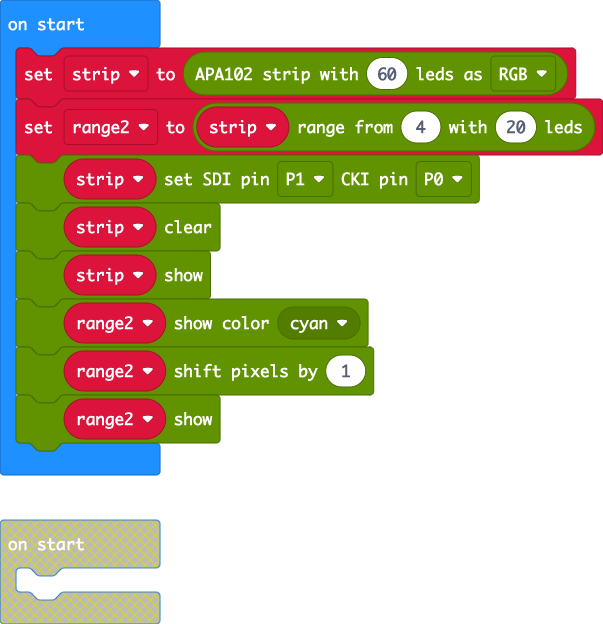 on start
set strip to APA102 strip with 60 leds as RGB
set range2 to strip range from 4 with 20 leds
strip set SDI pin P1 CKI pin P0
strip clear
strip show
range2 show color cyan
range2 shift pixels by 1
range2 show
on start